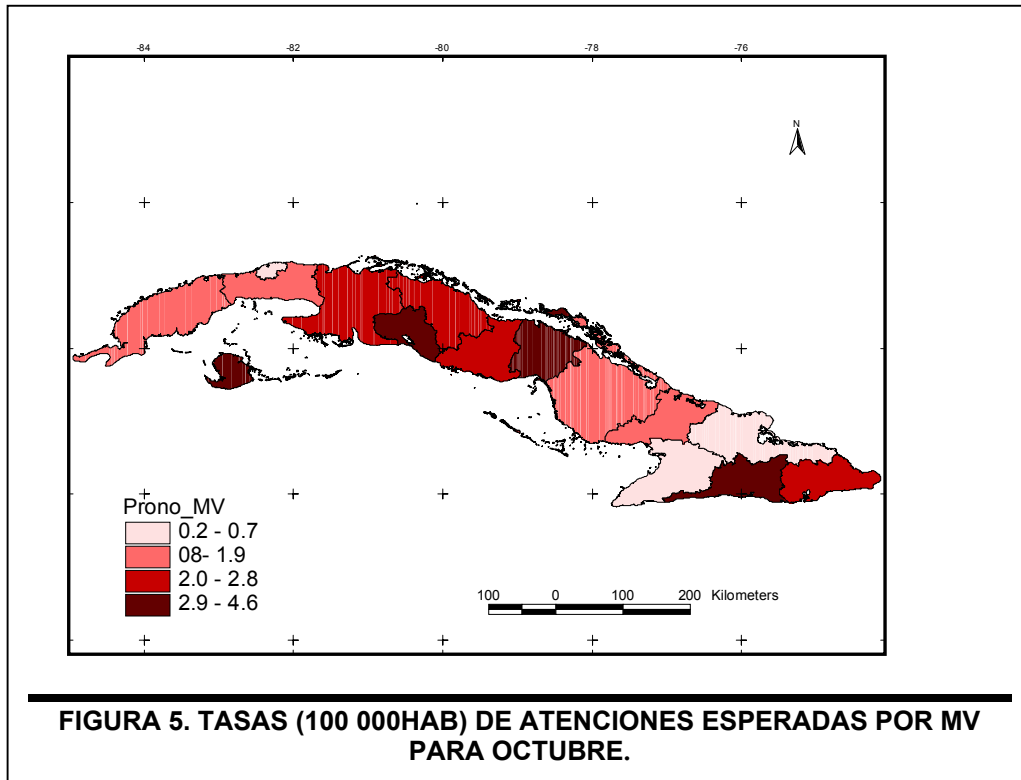 -84 -82 -80 -78 -76
N
Prono_MV
0.2 - 0.7
08- 1.9
2.0 - 2.8
2.9 - 4.6
100 0 100 200 Kilometers
FIGURA 5. TASAS (100 000HAB) DE ATENCIONES ESPERADAS POR MV
PARA OCTUBRE.